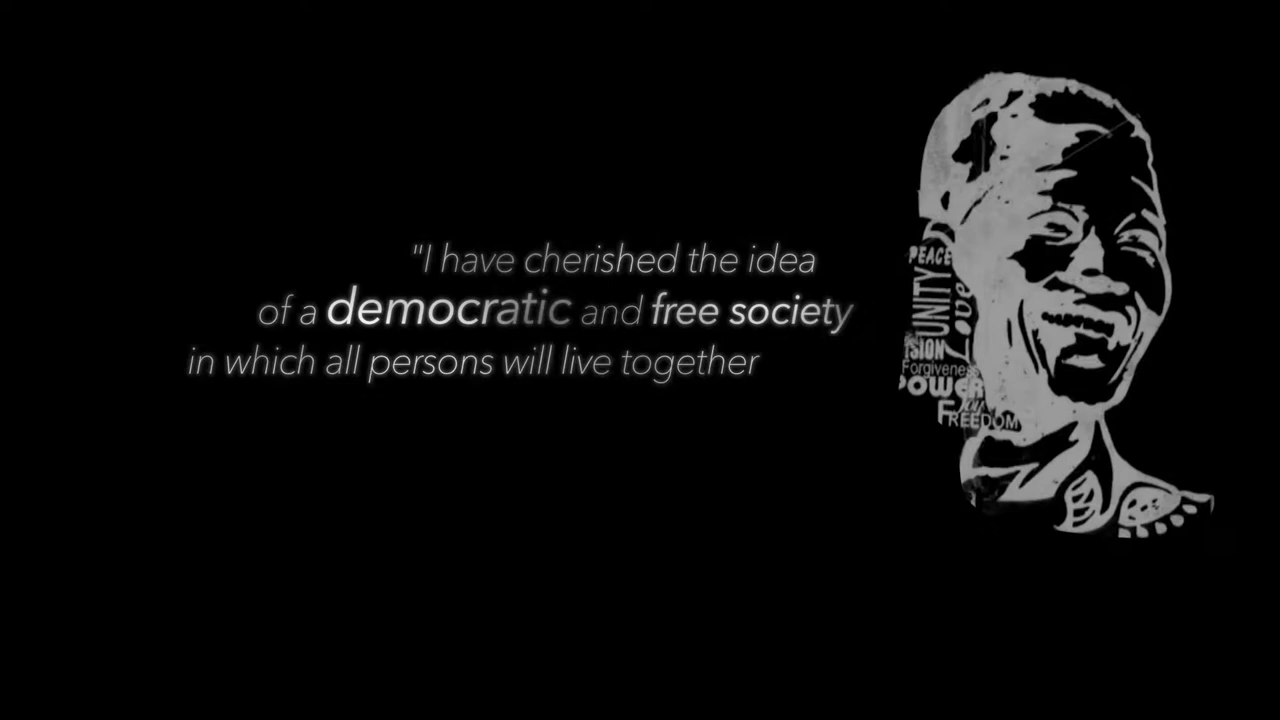 "I have cherished the idea
of a democratic and free society
in which all persons will live together
PEACE
UNITY
Love
ISION
Forgiveness
POWER
FREEDOM